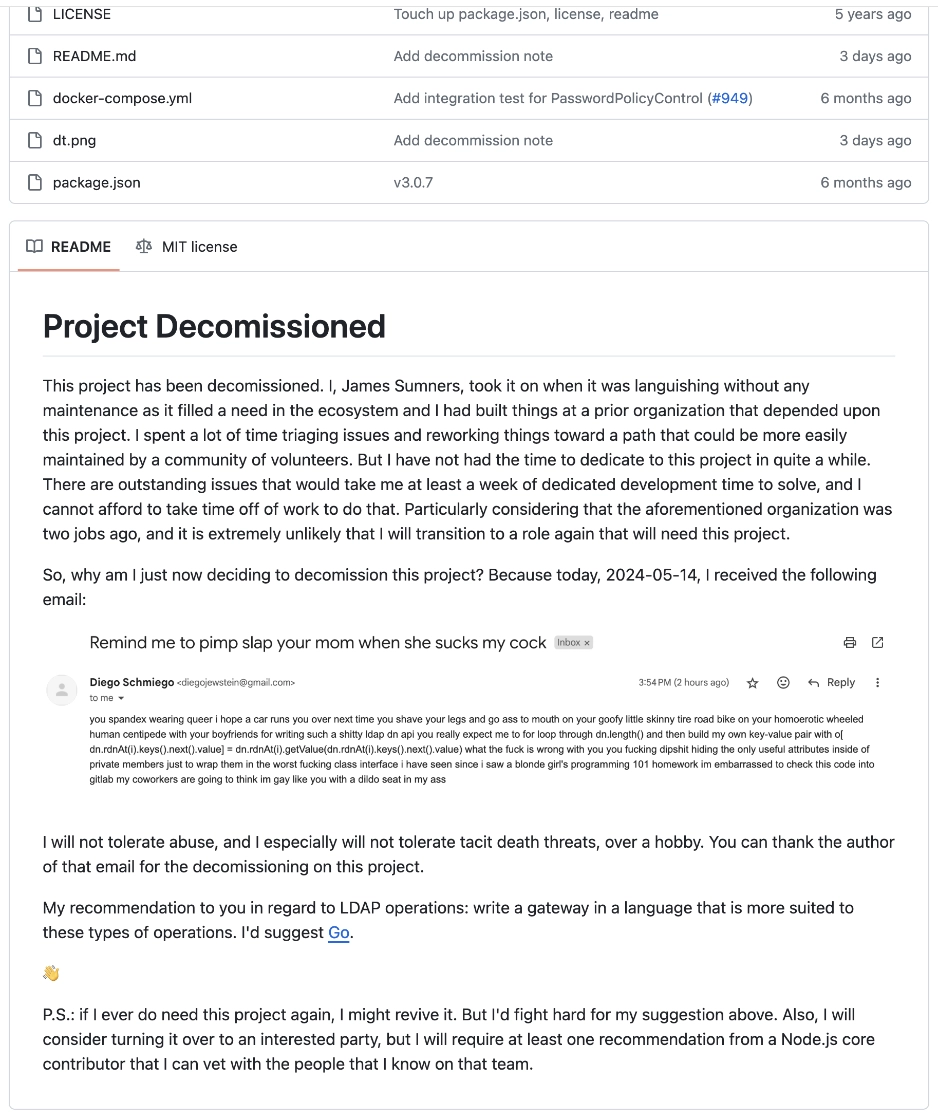 LICENSE Touch up package.json, license, readme 5 years ago
README.md Add decommission note 3 days ago
docker-compose.yml Add integration test for PasswordPolicyControl (#949) 6 months ago
dt.png Add decommission note 3 days ago
package.json v3.0.7 6 months ago
README MIT license
Project Decomissioned
This project has been decomissioned. I, James Sumners, took it on when it was languishing without any
maintenance as it filled a need in the ecosystem and I had built things at a prior organization that depended upon
this project. I spent a lot of time triaging issues and reworking things toward a path that could be more easily
maintained by a community of volunteers. But I have not had the time to dedicate to this project in quite a while.
There are outstanding issues that would take me at least a week of dedicated development time to solve, and I
cannot afford to take time off of work to do that. Particularly considering that the aforementioned organization was
two jobs ago, and it is extremely unlikely that I will transition to a role again that will need this project.
So, why am I just now deciding to decomission this project? Because today, 2024-05-14, I received the following
email:
Remind me to pimp slap your mom when she sucks my cock Inbox ×
Diego Schmiego <diegojewstein@gmail.com> 3:54 PM (2 hours ago) Reply
to me
you spandex wearing queer i hope a car runs you over next time you shave your legs and go ass to mouth on your goofy little skinny tire road bike on your homoerotic wheeled
human centipede with your boyfriends for writing such a shitty ldap dn api you really expect me to for loop through dn.length() and then build my own key-value pair with o[
dn.rdnAt(i).keys().next().value] = dn.rdnAt(i).getValue(dn.rdnAt(i).keys().next().value) what the fuck is wrong with you you fucking dipshit hiding the only useful attributes inside of
private members just to wrap them in the worst fucking class interface i have seen since i saw a blonde girl's programming 101 homework im embarrassed to check this code into
gitlab my coworkers are going to think im gay like you with a dildo seat in my ass
I will not tolerate abuse, and I especially will not tolerate tacit death threats, over a hobby. You can thank the author
of that email for the decomissioning on this project.
My recommendation to you in regard to LDAP operations: write a gateway in a language that is more suited to
these types of operations. I'd suggest Go.
👋
P.S.: if I ever do need this project again, I might revive it. But I'd fight hard for my suggestion above. Also, I will
consider turning it over to an interested party, but I will require at least one recommendation from a Node.js core
contributor that I can vet with the people that I know on that team.